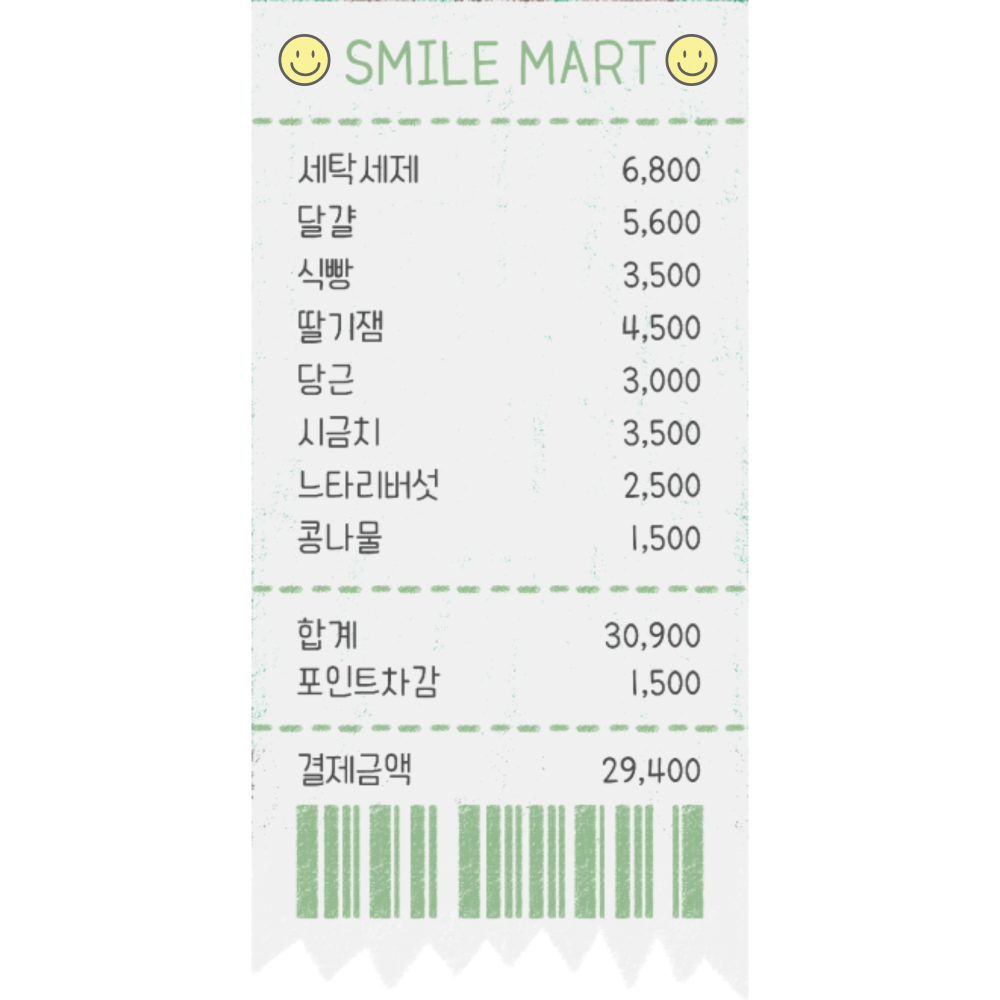 SMILE MART
세탁세제 6,800
달걀 5,600
식빵 3,500
딸기잼 4,500
당근 3,000
시금치 3,500
느타리버섯 2,500
콩나물 1,500
합계 30,900
포인트차감 1,500
결제금액 29,400